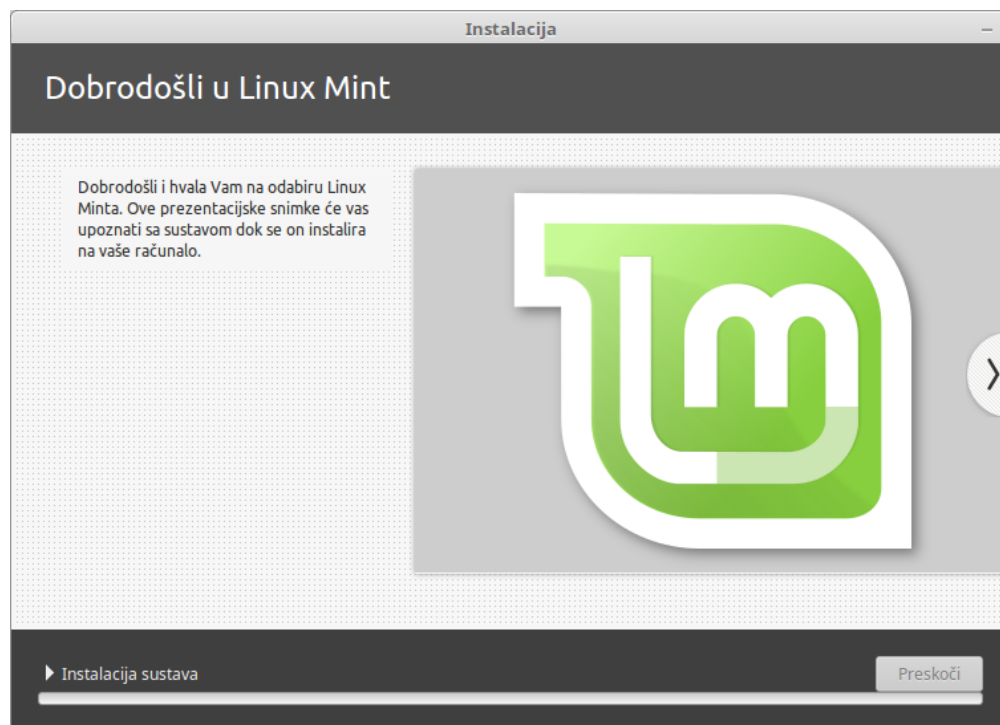 Instalacija
Dobrodošli u Linux Mint
Dobrodošli i hvala Vam na odabiru Linux
Minta. Ove prezentacijske snimke će vas
upoznati sa sustavom dok se on instalira
na vaše računalo.
Instalacija sustava
Preskoči